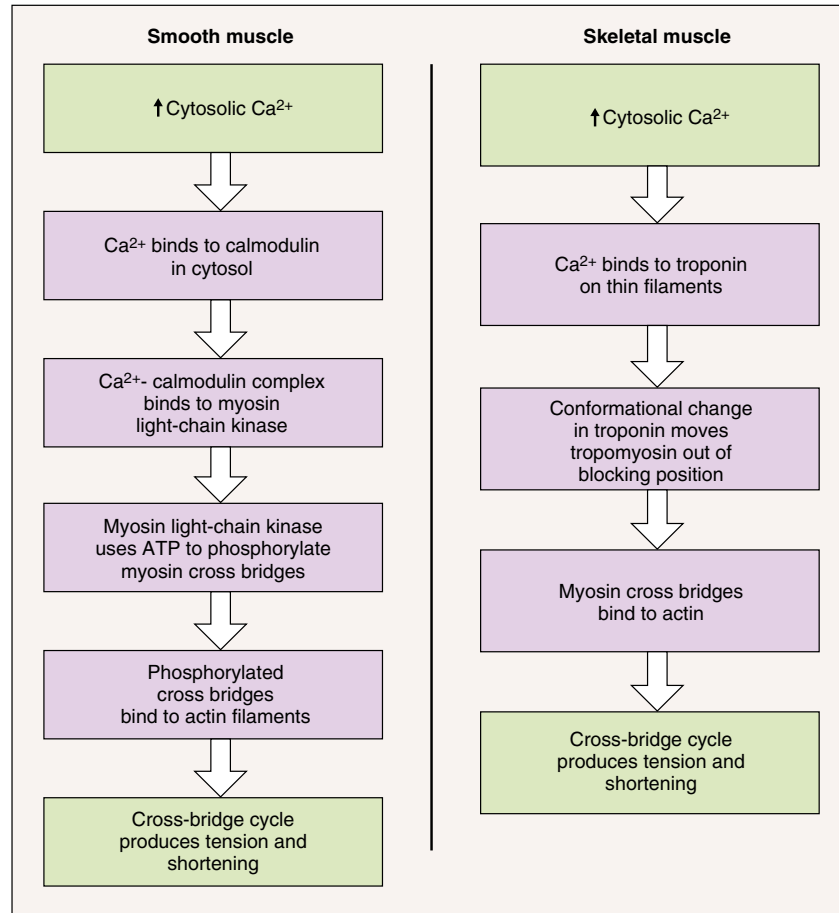 Smooth muscle
↑Cytosolic Ca²⁺
Ca²⁺ binds to calmodulin
in cytosol
Ca²⁺- calmodulin complex
binds to myosin
light-chain kinase
Myosin light-chain kinase
uses ATP to phosphorylate
myosin cross bridges
Phosphorylated
cross bridges
bind to actin filaments
Cross-bridge cycle
produces tension and
shortening
Skeletal muscle
↑Cytosolic Ca²⁺
Ca²⁺ binds to troponin
on thin filaments
Conformational change
in troponin moves
tropomyosin out of
blocking position
Myosin cross bridges
bind to actin
Cross-bridge cycle
produces tension and
shortening